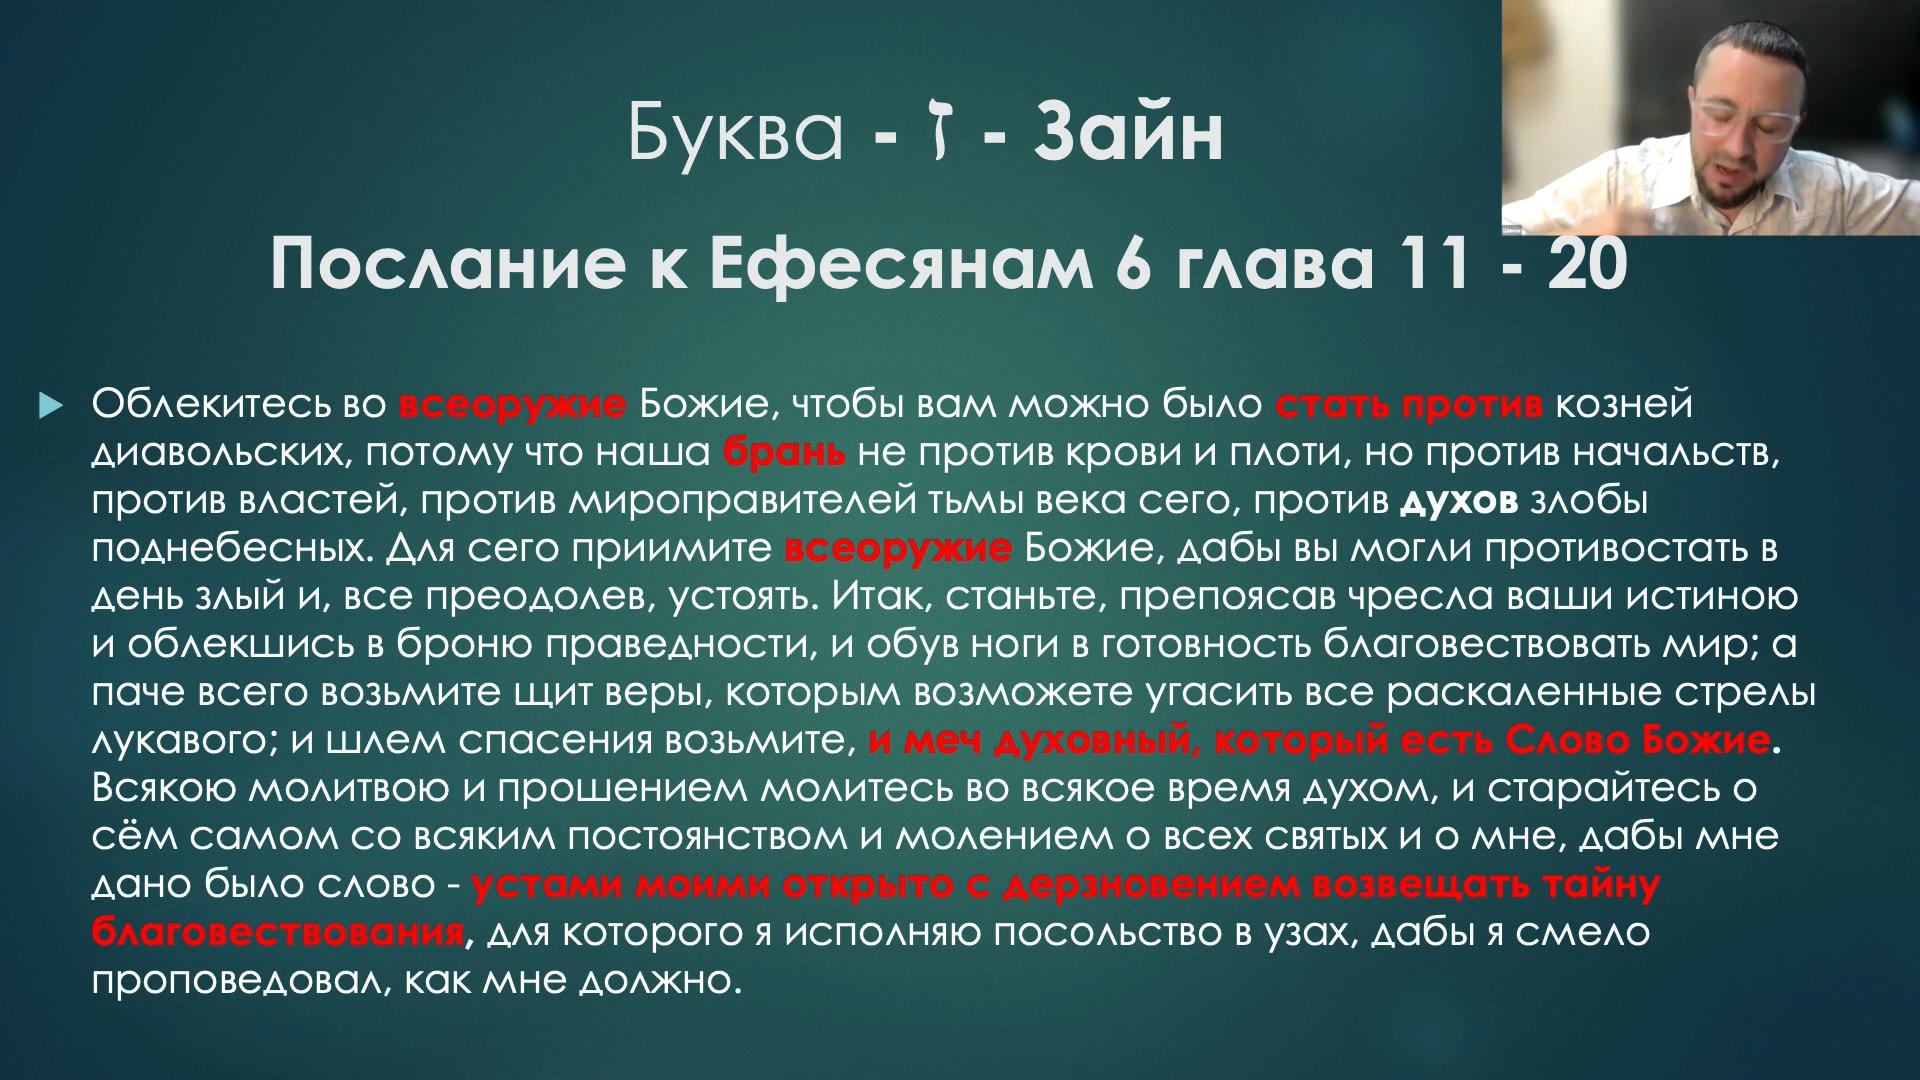 Буква - ז - Зайн
Послание к Ефесянам 6 глава 11 - 20
Облекитесь во всеоружие Божие, чтобы вам можно было стать против козней
диавольских, потому что наша брань не против крови и плоти, но против начальств,
против властей, против мироправителей тьмы века сего, против духов злобы
поднебесных. Для сего приимите всеоружие Божие, дабы вы могли противостать в
день злый и, все преодолев, устоять. Итак, станьте, препоясав чресла ваши истиною
и облекшись в броню праведности, и обув ноги в готовность благовествовать мир; а
паче всего возьмите щит веры, которым возможете угасить все раскаленные стрелы
лукавого; и шлем спасения возьмите, и меч духовный, который есть Слово Божие.
Всякою молитвою и прошением молитесь во всякое время духом, и старайтесь о
сём самом со всяким постоянством и молением о всех святых и о мне, дабы мне
дано было слово - устами моими открыто с дерзновением возвещать тайну
благовествования, для которого я исполняю посольство в узах, дабы я смело
проповедовал, как мне должно.